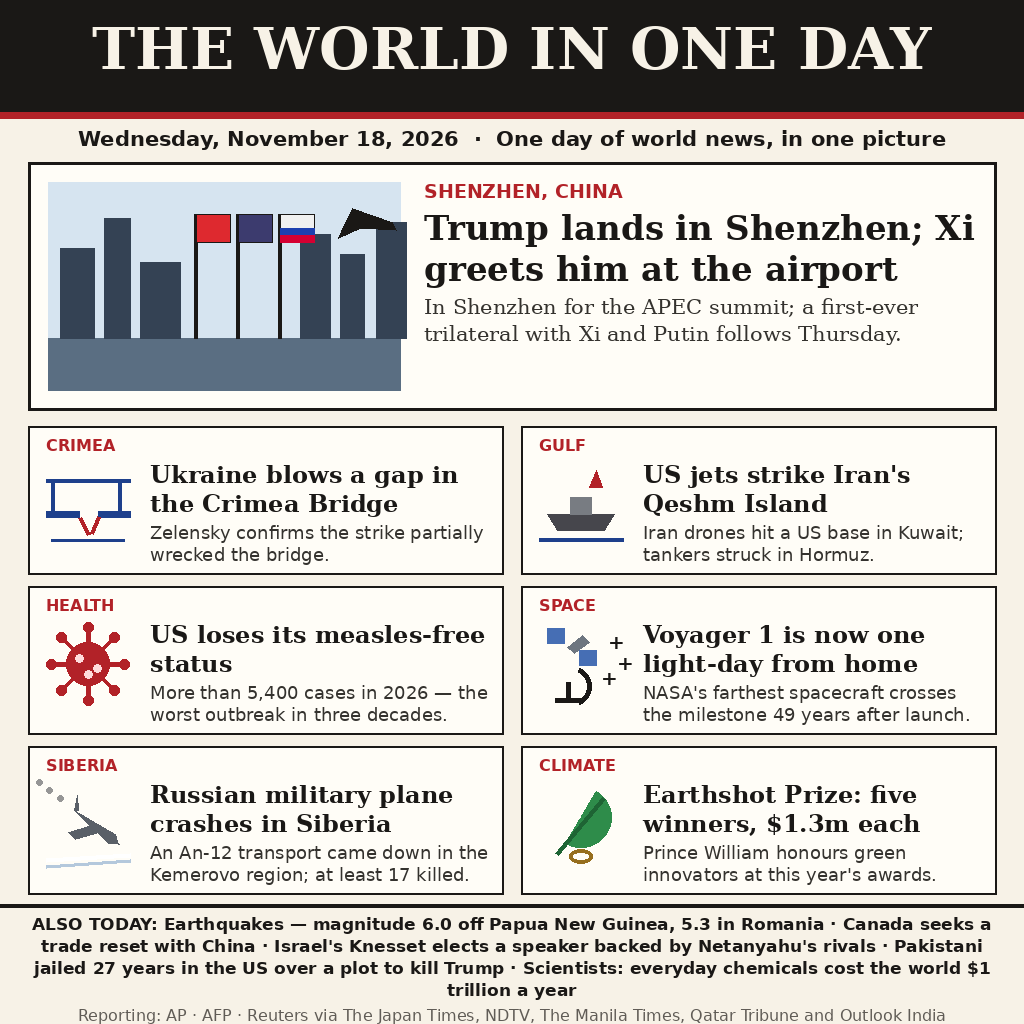 THE WORLD IN ONE DAY
Wednesday, November 18, 2026 · One day of world news, in one picture
SHENZHEN, CHINA
Trump lands in Shenzhen; Xi
greets him at the airport
In Shenzhen for the APEC summit; a first-ever
trilateral with Xi and Putin follows Thursday.
CRIMEA
Ukraine blows a gap in
the Crimea Bridge
Zelensky confirms the strike partially
wrecked the bridge.
GULF
US jets strike Iran's
Qeshm Island
Iran drones hit a US base in Kuwait;
tankers struck in Hormuz.
HEALTH
US loses its measles-free
status
More than 5,400 cases in 2026 — the
worst outbreak in three decades.
SPACE
Voyager 1 is now one
light-day from home
NASA's farthest spacecraft crosses
the milestone 49 years after launch.
SIBERIA
Russian military plane
crashes in Siberia
An An-12 transport came down in the
Kemerovo region; at least 17 killed.
CLIMATE
Earthshot Prize: five
winners, $1.3m each
Prince William honours green
innovators at this year's awards.
ALSO TODAY: Earthquakes — magnitude 6.0 off Papua New Guinea, 5.3 in Romania · Canada seeks a
trade reset with China · Israel's Knesset elects a speaker backed by Netanyahu's rivals · Pakistani
jailed 27 years in the US over a plot to kill Trump · Scientists: everyday chemicals cost the world $1
trillion a year
Reporting: AP · AFP · Reuters via The Japan Times, NDTV, The Manila Times, Qatar Tribune and Outlook India